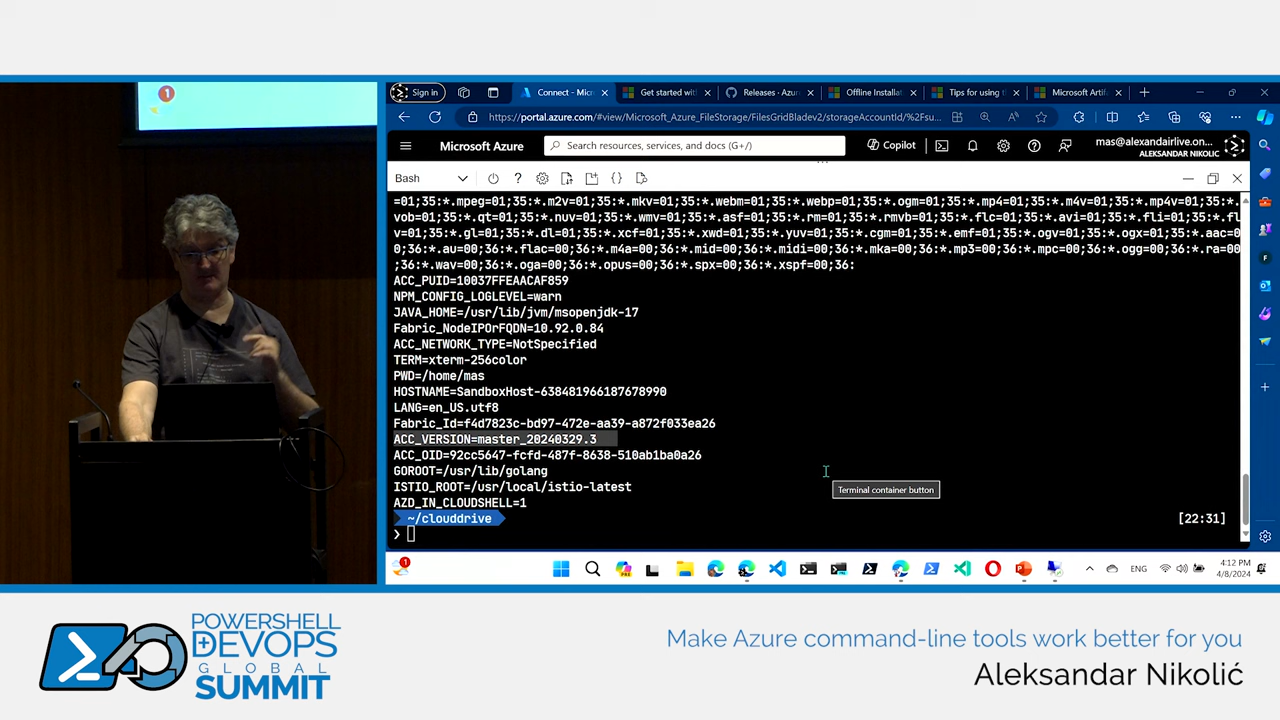 1
Sign in
Connect - Micr
Get started wit
Releases · Azur
Offline Installa
Tips for using th
Microsoft Artifa
https://portal.azure.com/#view/Microsoft_Azure_FileStorage/FilesGridBladev2/storageAccountId/%2Fsu...
Microsoft Azure
Search resources, services, and docs (G+/)
Copilot
mas@alexandairlive.on...
ALEKSANDAR NIKOLIC
Bash
=01;35:*.mpeg=01;35:*.m2v=01;35:*.mkv=01;35:*.webm=01;35:*.webp=01;35:*.ogm=01;35:*.mp4=01;35:*.m4v=01;35:*.mp4v=01;35:*.
vob=01;35:*.qt=01;35:*.nuv=01;35:*.wmv=01;35:*.asf=01;35:*.rm=01;35:*.rmvb=01;35:*.flc=01;35:*.avi=01;35:*.fli=01;35:*.fl
v=01;35:*.gl=01;35:*.dl=01;35:*.xcf=01;35:*.xwd=01;35:*.yuv=01;35:*.cgm=01;35:*.emf=01;35:*.ogv=01;35:*.ogx=01;35:*.aac=0
0;36:*.au=00;36:*.flac=00;36:*.m4a=00;36:*.mid=00;36:*.midi=00;36:*.mka=00;36:*.mp3=00;36:*.mpc=00;36:*.ogg=00;36:*.ra=00
;36:*.wav=00;36:*.oga=00;36:*.opus=00;36:*.spx=00;36:*.xspf=00;36:
ACC_PUID=10037FFEAACAF859
NPM_CONFIG_LOGLEVEL=warn
JAVA_HOME=/usr/lib/jvm/msopenjdk-17
Fabric_NodeIPOrFQDN=10.92.0.84
ACC_NETWORK_TYPE=NotSpecified
TERM=xterm-256color
PWD=/home/mas
HOSTNAME=SandboxHost-638481966187678990
LANG=en_US.utf8
Fabric_Id=f4d7823c-bd97-472e-aa39-a872f033ea26
ACC_VERSION=master_20240329.3
ACC_OID=92cc5647-fcfd-487f-8638-510ab1ba0a26
GOROOT=/usr/lib/golang
ISTIO_ROOT=/usr/local/istio-latest
AZD_IN_CLOUDSHELL=1
~/clouddrive
[22:31]
❯
Terminal container button
1
ENG
4:12 PM
4/8/2024
POWERSHELL
DEVOPS
GLOBAL
SUMMIT
Make Azure command-line tools work better for you
Aleksandar Nikolić